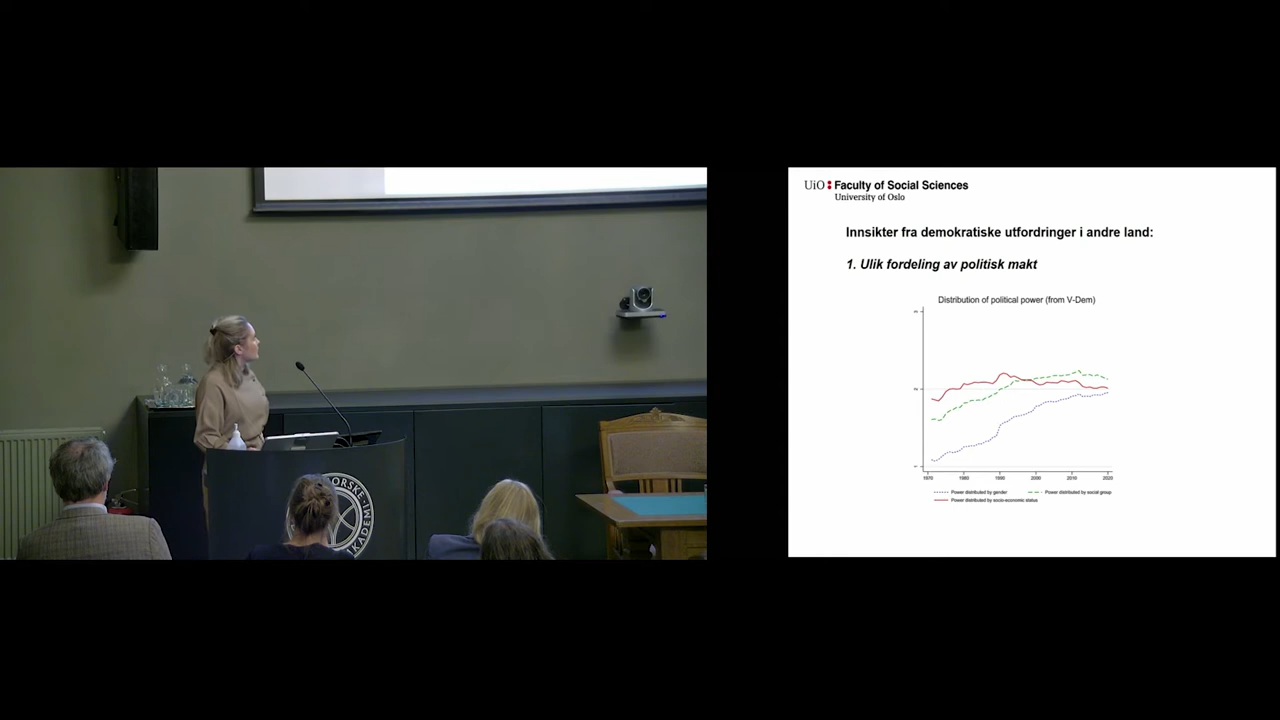 UiO Faculty of Social Sciences
University of Oslo
Innsikter fra demokratiske utfordringer i andre land:
1. Ulik fordeling av politisk makt
Distribution of political power (from V-Dem)
1970 1980 1990 2000 2010 2020
Power distributed by gender
Power distributed by social group
Power distributed by socio-economic status
ORSKE
AKADEMI